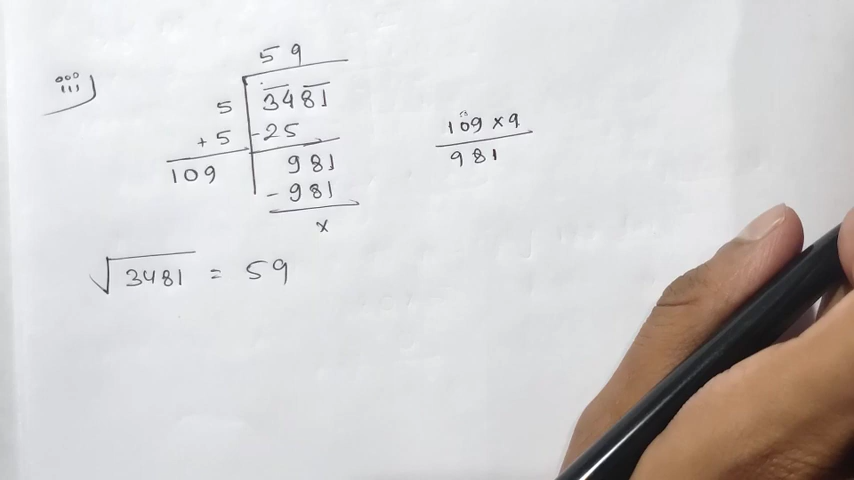 iii)
59
5 3481
+5 -25
109 981
-981
x
109 × 9
981
√3481 = 59